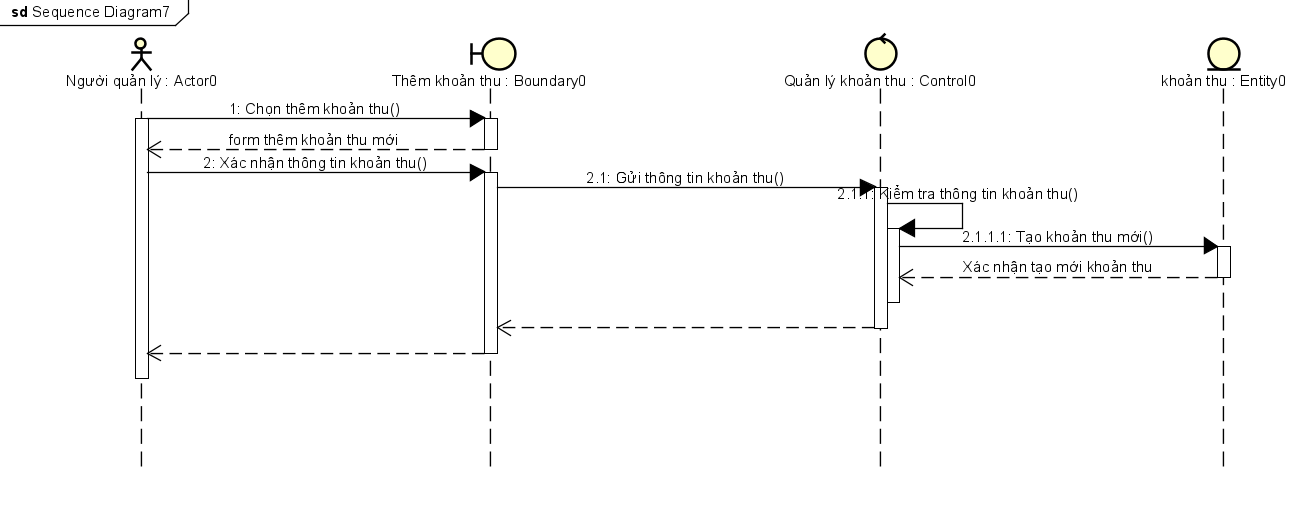 sd Sequence Diagram7
Người quản lý : Actor0
Thêm khoản thu : Boundary0
Quản lý khoản thu : Control0
khoản thu : Entity0
1: Chọn thêm khoản thu()
form thêm khoản thu mới
2: Xác nhận thông tin khoản thu()
2.1: Gửi thông tin khoản thu()
2.1.1: Kiểm tra thông tin khoản thu()
2.1.1.1: Tạo khoản thu mới()
Xác nhận tạo mới khoản thu